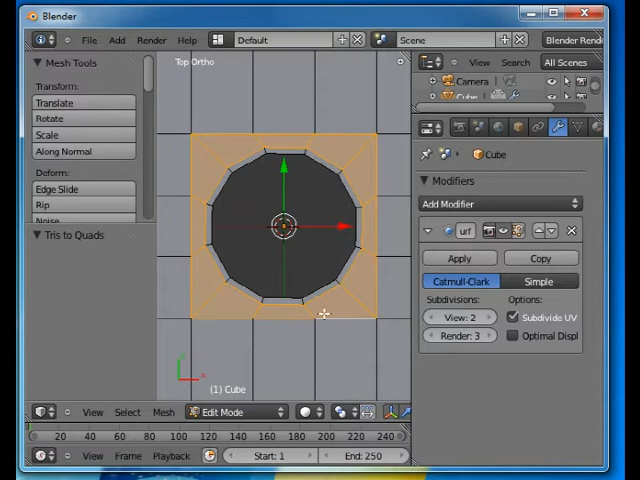 Blender
File Add Render Help Default Scene Blender Rend
Mesh Tools
Transform:
Translate
Rotate
Scale
Along Normal
Deform:
Edge Slide
Rip
Noise
Tris to Quads
Top Ortho
y
x
(1) Cube
View Search All Scenes
Camera
Cube
Cube
Modifiers
Add Modifier
urf
Apply Copy
Catmull-Clark Simple
Subdivisions: Options:
View: 2 Subdivide UV
Render: 3 Optimal Displ
View Select Mesh Edit Mode
20 40 60 80 100 120 140 160 180 200 220 240
View Frame Playback Start: 1 End: 250